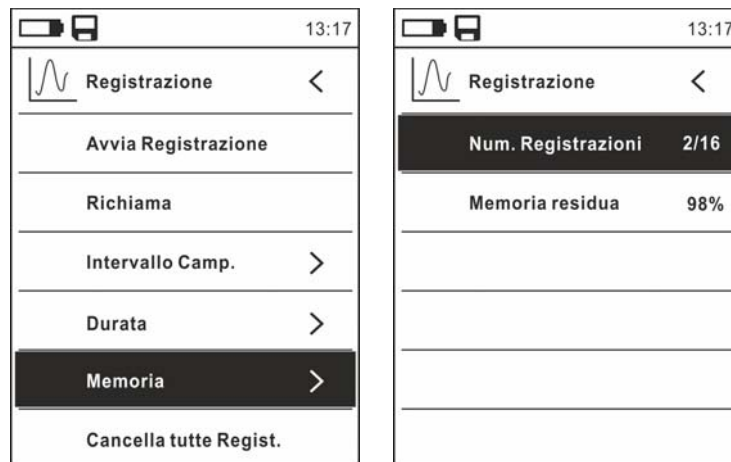 13:17
Registrazione
Avvia Registrazione
Richiama
Intervallo Camp.
Durata
Memoria
Cancella tutte Regist.
13:17
Registrazione
Num. Registrazioni 2/16
Memoria residua 98%